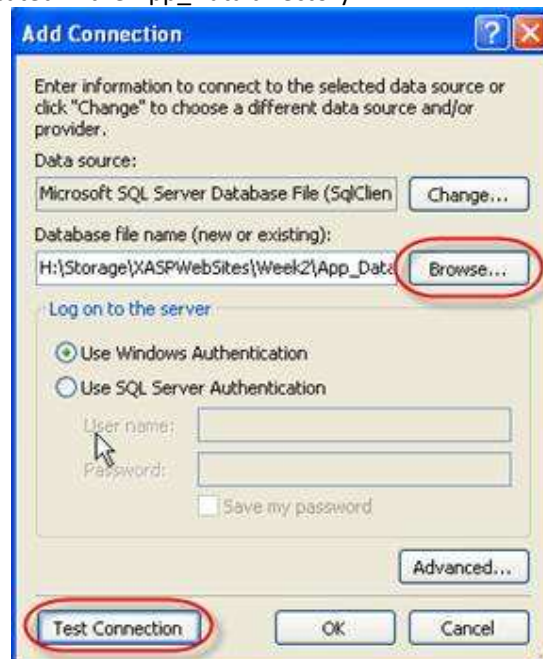 Add Connection
Enter information to connect to the selected data source or
click "Change" to choose a different data source and/or
provider.
Data source:
Microsoft SQL Server Database File (SqlClien
Change...
Database file name (new or existing):
H:\Storage\XASPWebSites\Week2\App_Data
Browse...
Log on to the server
Use Windows Authentication
Use SQL Server Authentication
User name:
Password:
Save my password
Advanced...
Test Connection
OK
Cancel